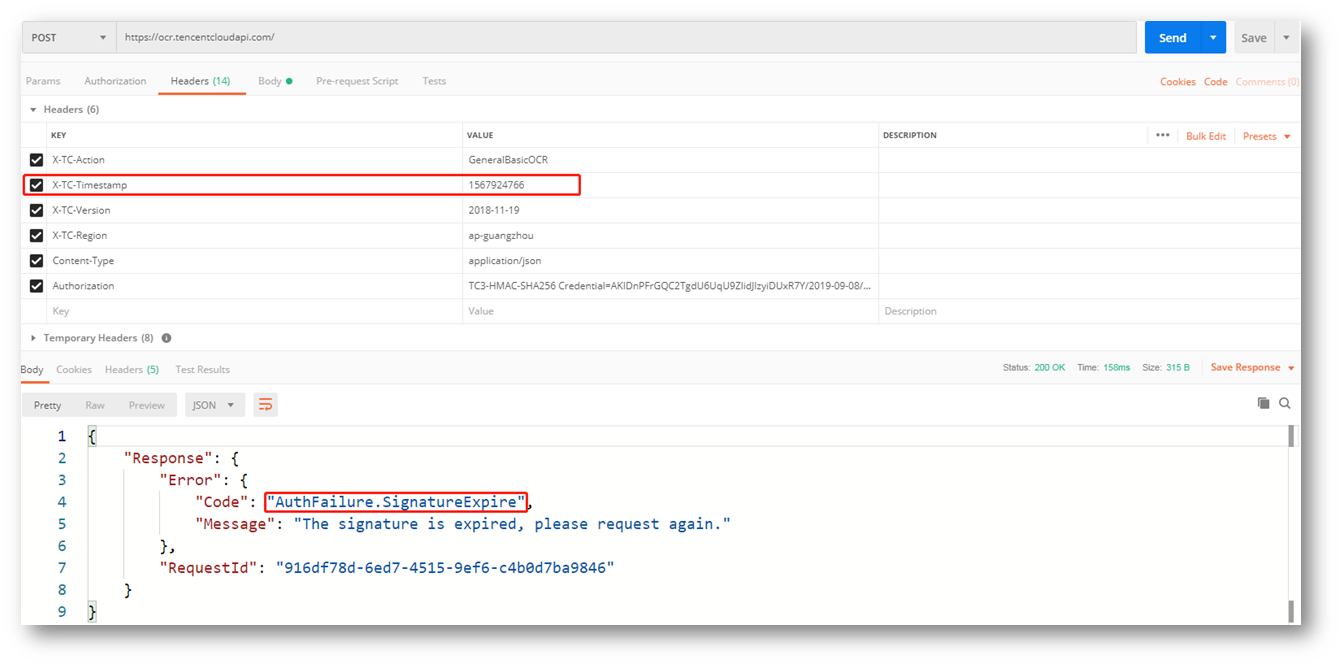 POST https://ocr.tencentcloudapi.com/ Send Save
Params Authorization Headers (14) Body Pre-request Script Tests Cookies Code Comments (0)
Headers (6)
KEY VALUE DESCRIPTION ••• Bulk Edit Presets
X-TC-Action GeneralBasicOCR
X-TC-Timestamp 1567924766
X-TC-Version 2018-11-19
X-TC-Region ap-guangzhou
Content-Type application/json
Authorization TC3-HMAC-SHA256
Key Value Description
Temporary Headers (8)
Body Cookies Headers (5) Test Results Status: 200 OK Time: 158ms Size: 315 B Save Response
Pretty Raw Preview JSON
1 {
2 "Response": {
3 "Error": {
4 "Code": "AuthFailure.SignatureExpire",
5 "Message": "The signature is expired, please request again."
6 },
7 "RequestId": "916df78d-6ed7-4515-9ef6-c4b0d7ba9846"
8 }
9 }